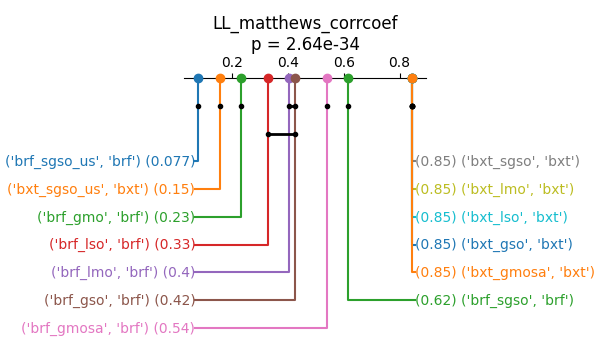 LL_matthews_corrcoef
p = 2.64e-34
0.2 0.4 0.6 0.8
('brf_sgso_us', 'brf') (0.077)
('bxt_sgso_us', 'bxt') (0.15)
('brf_gmo', 'brf') (0.23)
('brf_lso', 'brf') (0.33)
('brf_lmo', 'brf') (0.4)
('brf_gso', 'brf') (0.42)
('brf_gmosa', 'brf') (0.54)
(0.85) ('bxt_sgso', 'bxt')
(0.85) ('bxt_lmo', 'bxt')
(0.85) ('bxt_lso', 'bxt')
(0.85) ('bxt_gso', 'bxt')
(0.85) ('bxt_gmosa', 'bxt')
(0.62) ('brf_sgso', 'brf')